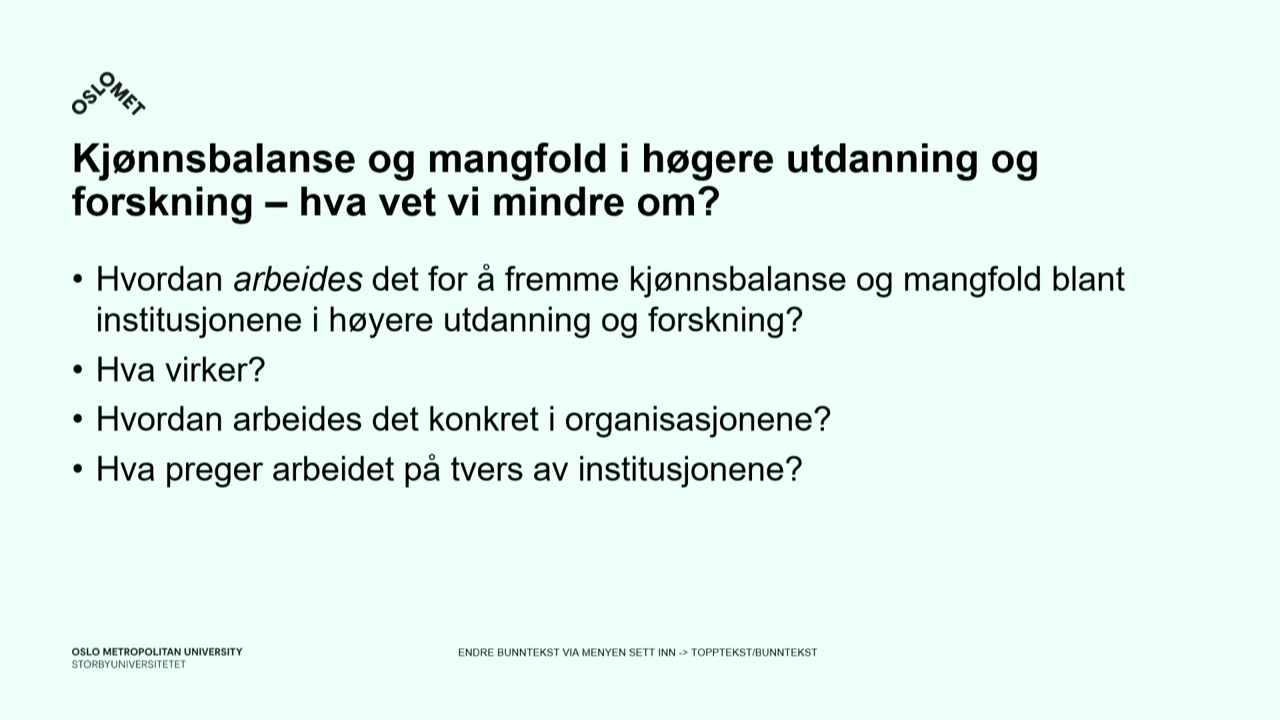 OSLOMET
Kjønnsbalanse og mangfold i høgere utdanning og
forskning – hva vet vi mindre om?
• Hvordan arbeides det for å fremme kjønnsbalanse og mangfold blant
institusjonene i høyere utdanning og forskning?
• Hva virker?
• Hvordan arbeides det konkret i organisasjonene?
• Hva preger arbeidet på tvers av institusjonene?
OSLO METROPOLITAN UNIVERSITY
STORBYUNIVERSITETET
ENDRE BUNNTEKST VIA MENYEN SETT INN -> TOPPTEKST/BUNNTEKST